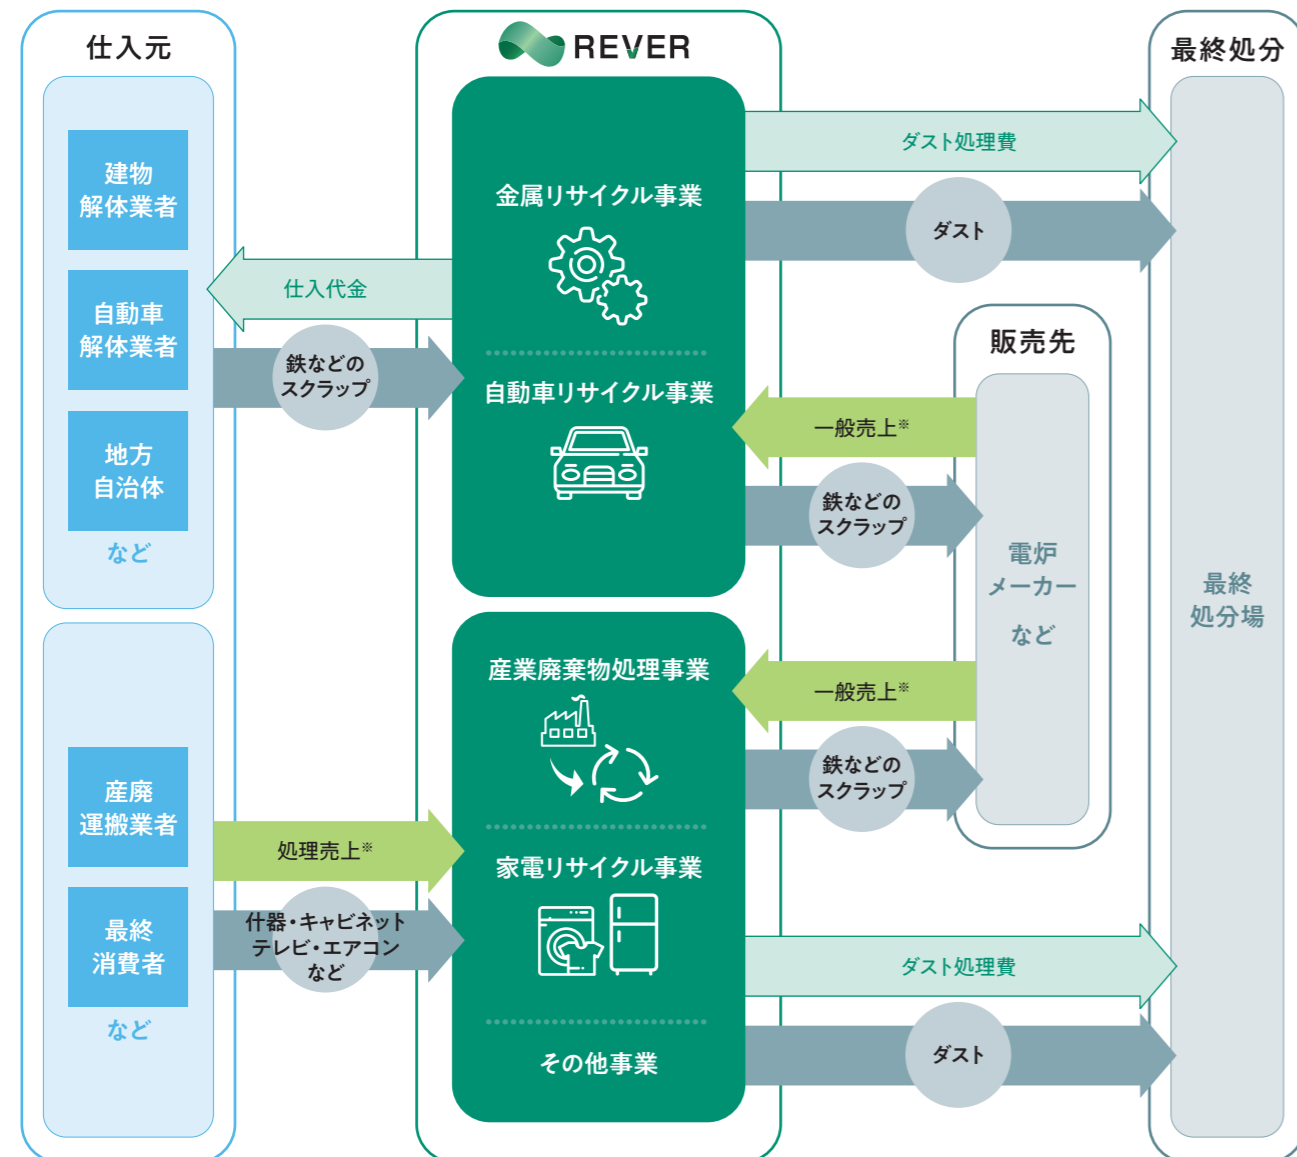 仕入元
建物
解体業者
自動車
解体業者
地方
自治体
など
産廃
運搬業者
最終
消費者
など
仕入代金
鉄などの
スクラップ
処理売上※
什器・キャビネット
テレビ・エアコン
など
REVER
金属リサイクル事業
自動車リサイクル事業
産業廃棄物処理事業
家電リサイクル事業
その他事業
ダスト処理費
ダスト
一般売上※
鉄などの
スクラップ
一般売上※
鉄などの
スクラップ
ダスト処理費
ダスト
販売先
電炉
メーカー
など
最終処分
最終
処分場